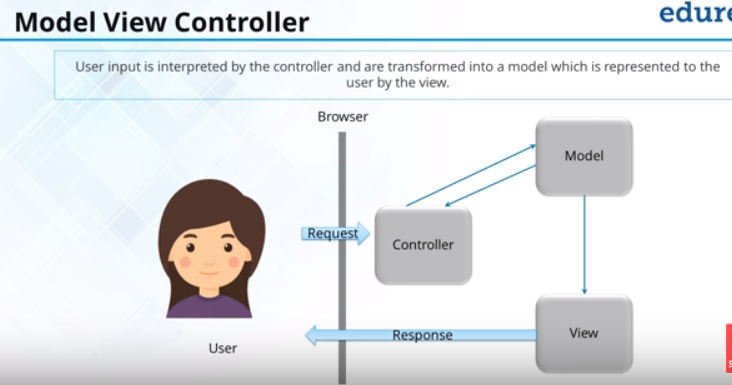 Model View Controller
User input is interpreted by the controller and are transformed into a model which is represented to the
user by the view.
Browser
Model
Request
Controller
Response
View
User